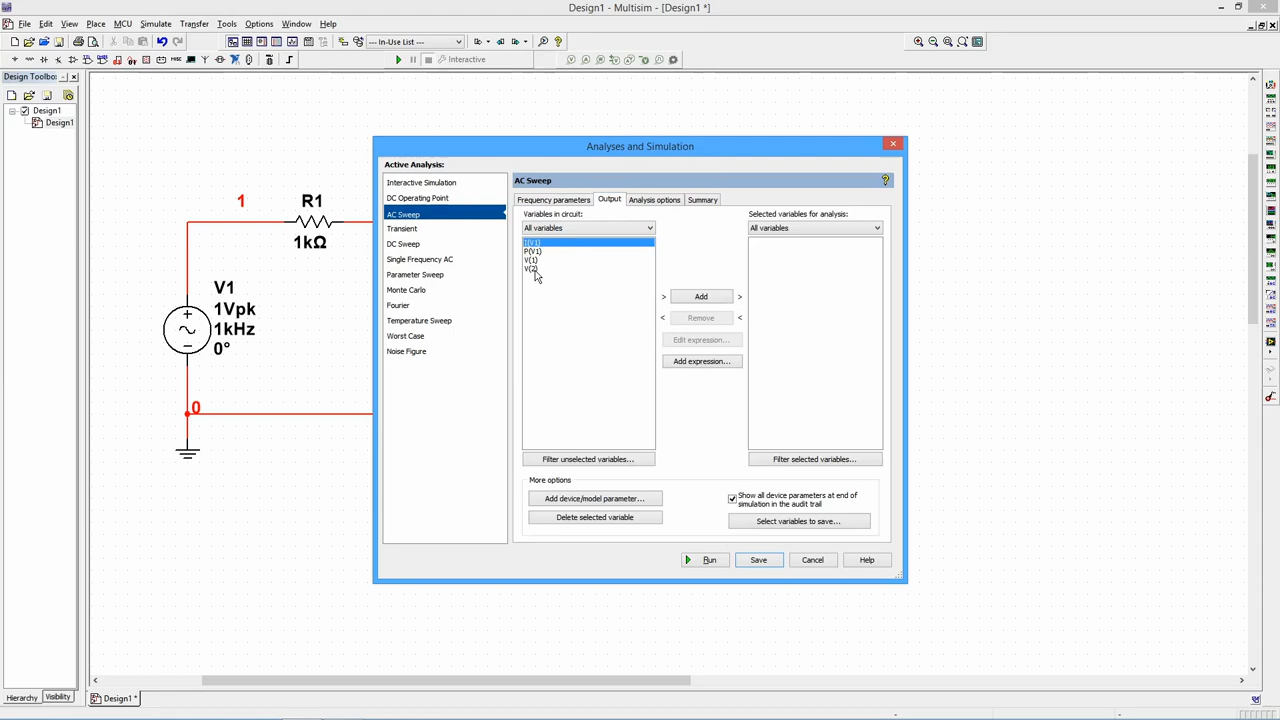 Design1 - Multisim - [Design1 *]
File Edit View Place MCU Simulate Transfer Tools Options Window Help
--- In-Use List ---
Interactive
Design Toolbo:
Design1
Design1
1
R1
1kΩ
V1
1Vpk
1kHz
0°
0
Analyses and Simulation
Active Analysis:
Interactive Simulation
DC Operating Point
AC Sweep
Transient
DC Sweep
Single Frequency AC
Parameter Sweep
Monte Carlo
Fourier
Temperature Sweep
Worst Case
Noise Figure
AC Sweep
Frequency parameters Output Analysis options Summary
Variables in circuit:
All variables
I(V1)
P(V1)
V(1)
V(2)
Filter unselected variables...
> Add >
< Remove <
Edit expression...
Add expression...
Selected variables for analysis:
All variables
Filter selected variables...
More options
Add device/model parameter...
Delete selected variable
Show all device parameters at end of
simulation in the audit trail
Select variables to save...
Run Save Cancel Help
Hierarchy Visibility
Design1 *